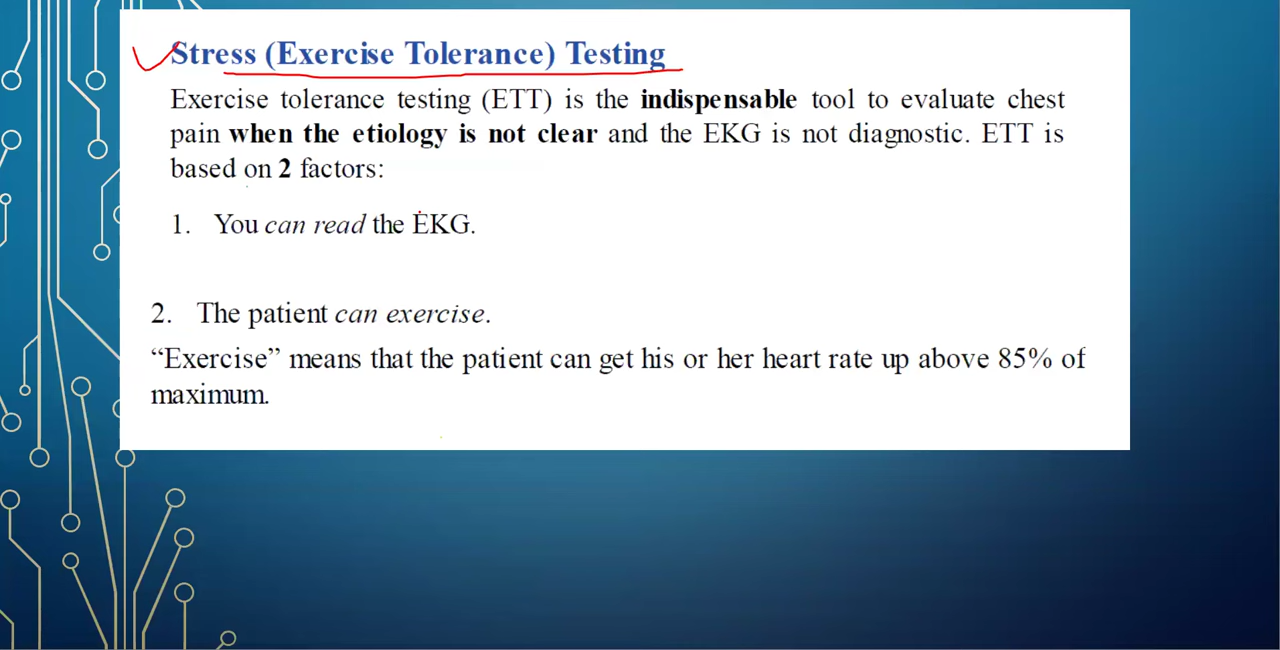 Stress (Exercise Tolerance) Testing
Exercise tolerance testing (ETT) is the indispensable tool to evaluate chest
pain when the etiology is not clear and the EKG is not diagnostic. ETT is
based on 2 factors:
1. You can read the EKG.
2. The patient can exercise.
“Exercise” means that the patient can get his or her heart rate up above 85% of
maximum.